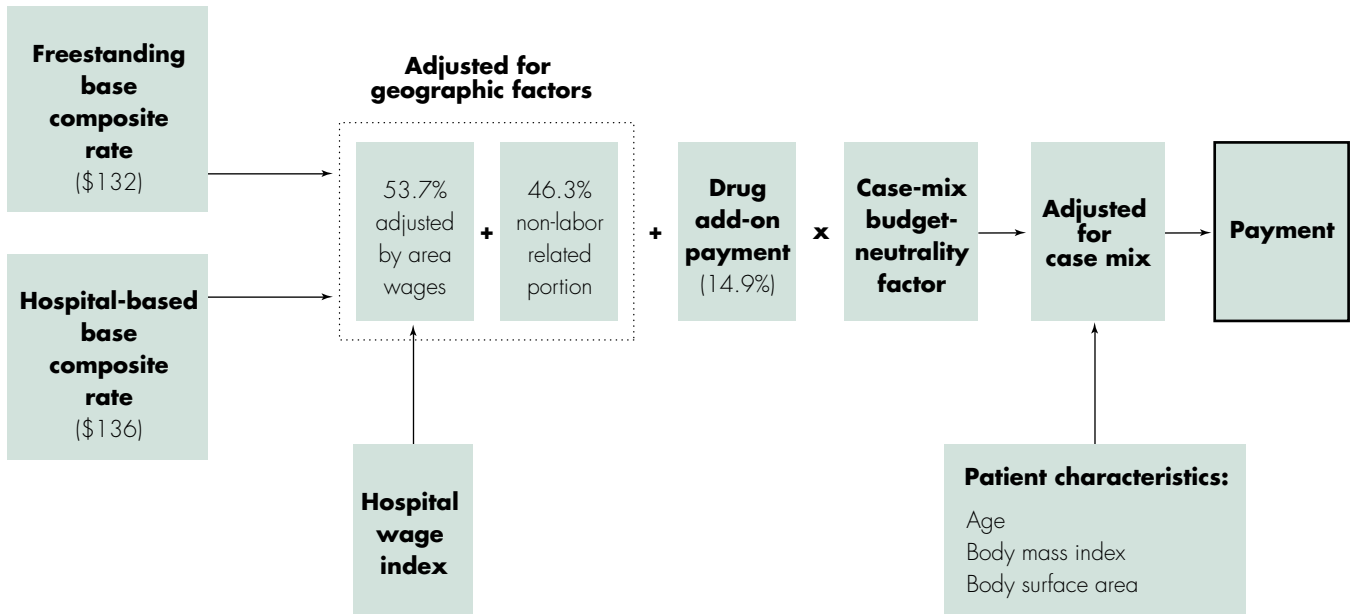 Freestanding
base
composite
rate
($132)
Hospital-based
base
composite
rate
($136)
Adjusted for
geographic factors
53.7%
adjusted
by area
wages
+
46.3%
non-labor
related
portion
+
Drug
add-on
payment
(14.9%)
x
Case-mix
budget-
neutrality
factor
Adjusted
for
case mix
Payment
Hospital
wage
index
Patient characteristics:
Age
Body mass index
Body surface area